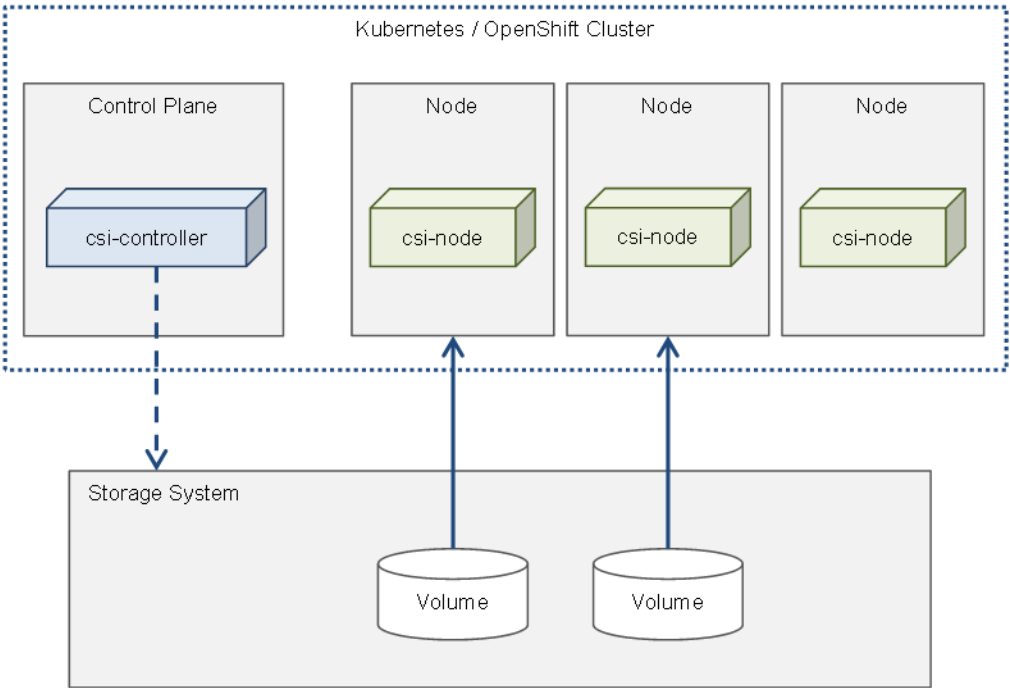 Kubernetes / OpenShift Cluster
Control Plane
Node
Node
Node
csi-controller
csi-node
csi-node
csi-node
Storage System
Volume
Volume